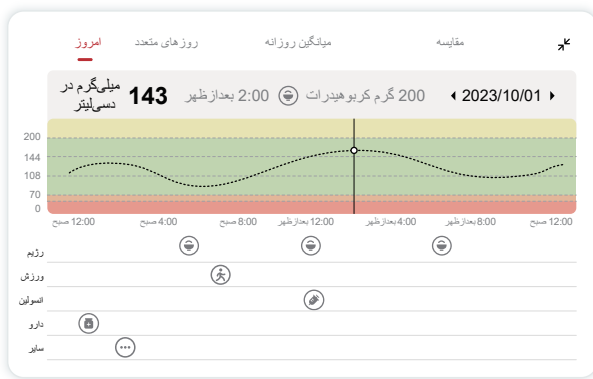 امروز
روزهای متعدد
میانگین روزانه
مقایسه
2023/10/01
200 گرم کربوهیدرات
2:00 بعدازظهر
143 میلی‌گرم در
دسی‌لیتر
200
144
108
70
0
12:00 صبح
4:00 صبح
8:00 صبح
12:00 بعدازظهر
4:00 بعدازظهر
8:00 بعدازظهر
12:00 صبح
رژیم
ورزش
انسولین
دارو
سایر